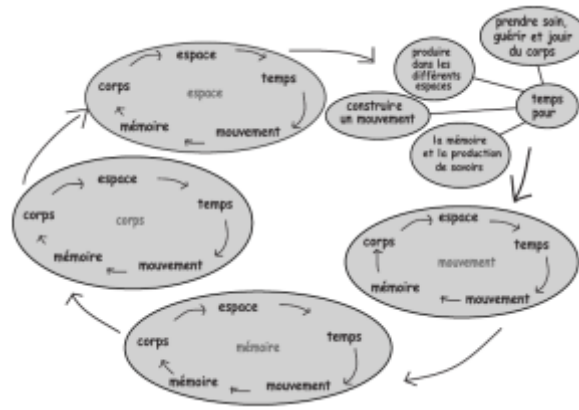 espace
corps
temps
espace
mémoire
mouvement
prendre soin,
guérir et jouir
du corps
produire
dans les
différents
espaces
construire
un mouvement
temps
pour
la mémoire
et la production
de savoirs
espace
corps
temps
corps
mémoire
mouvement
espace
corps
temps
mouvement
mémoire
mouvement
espace
corps
temps
mémoire
mémoire
mouvement